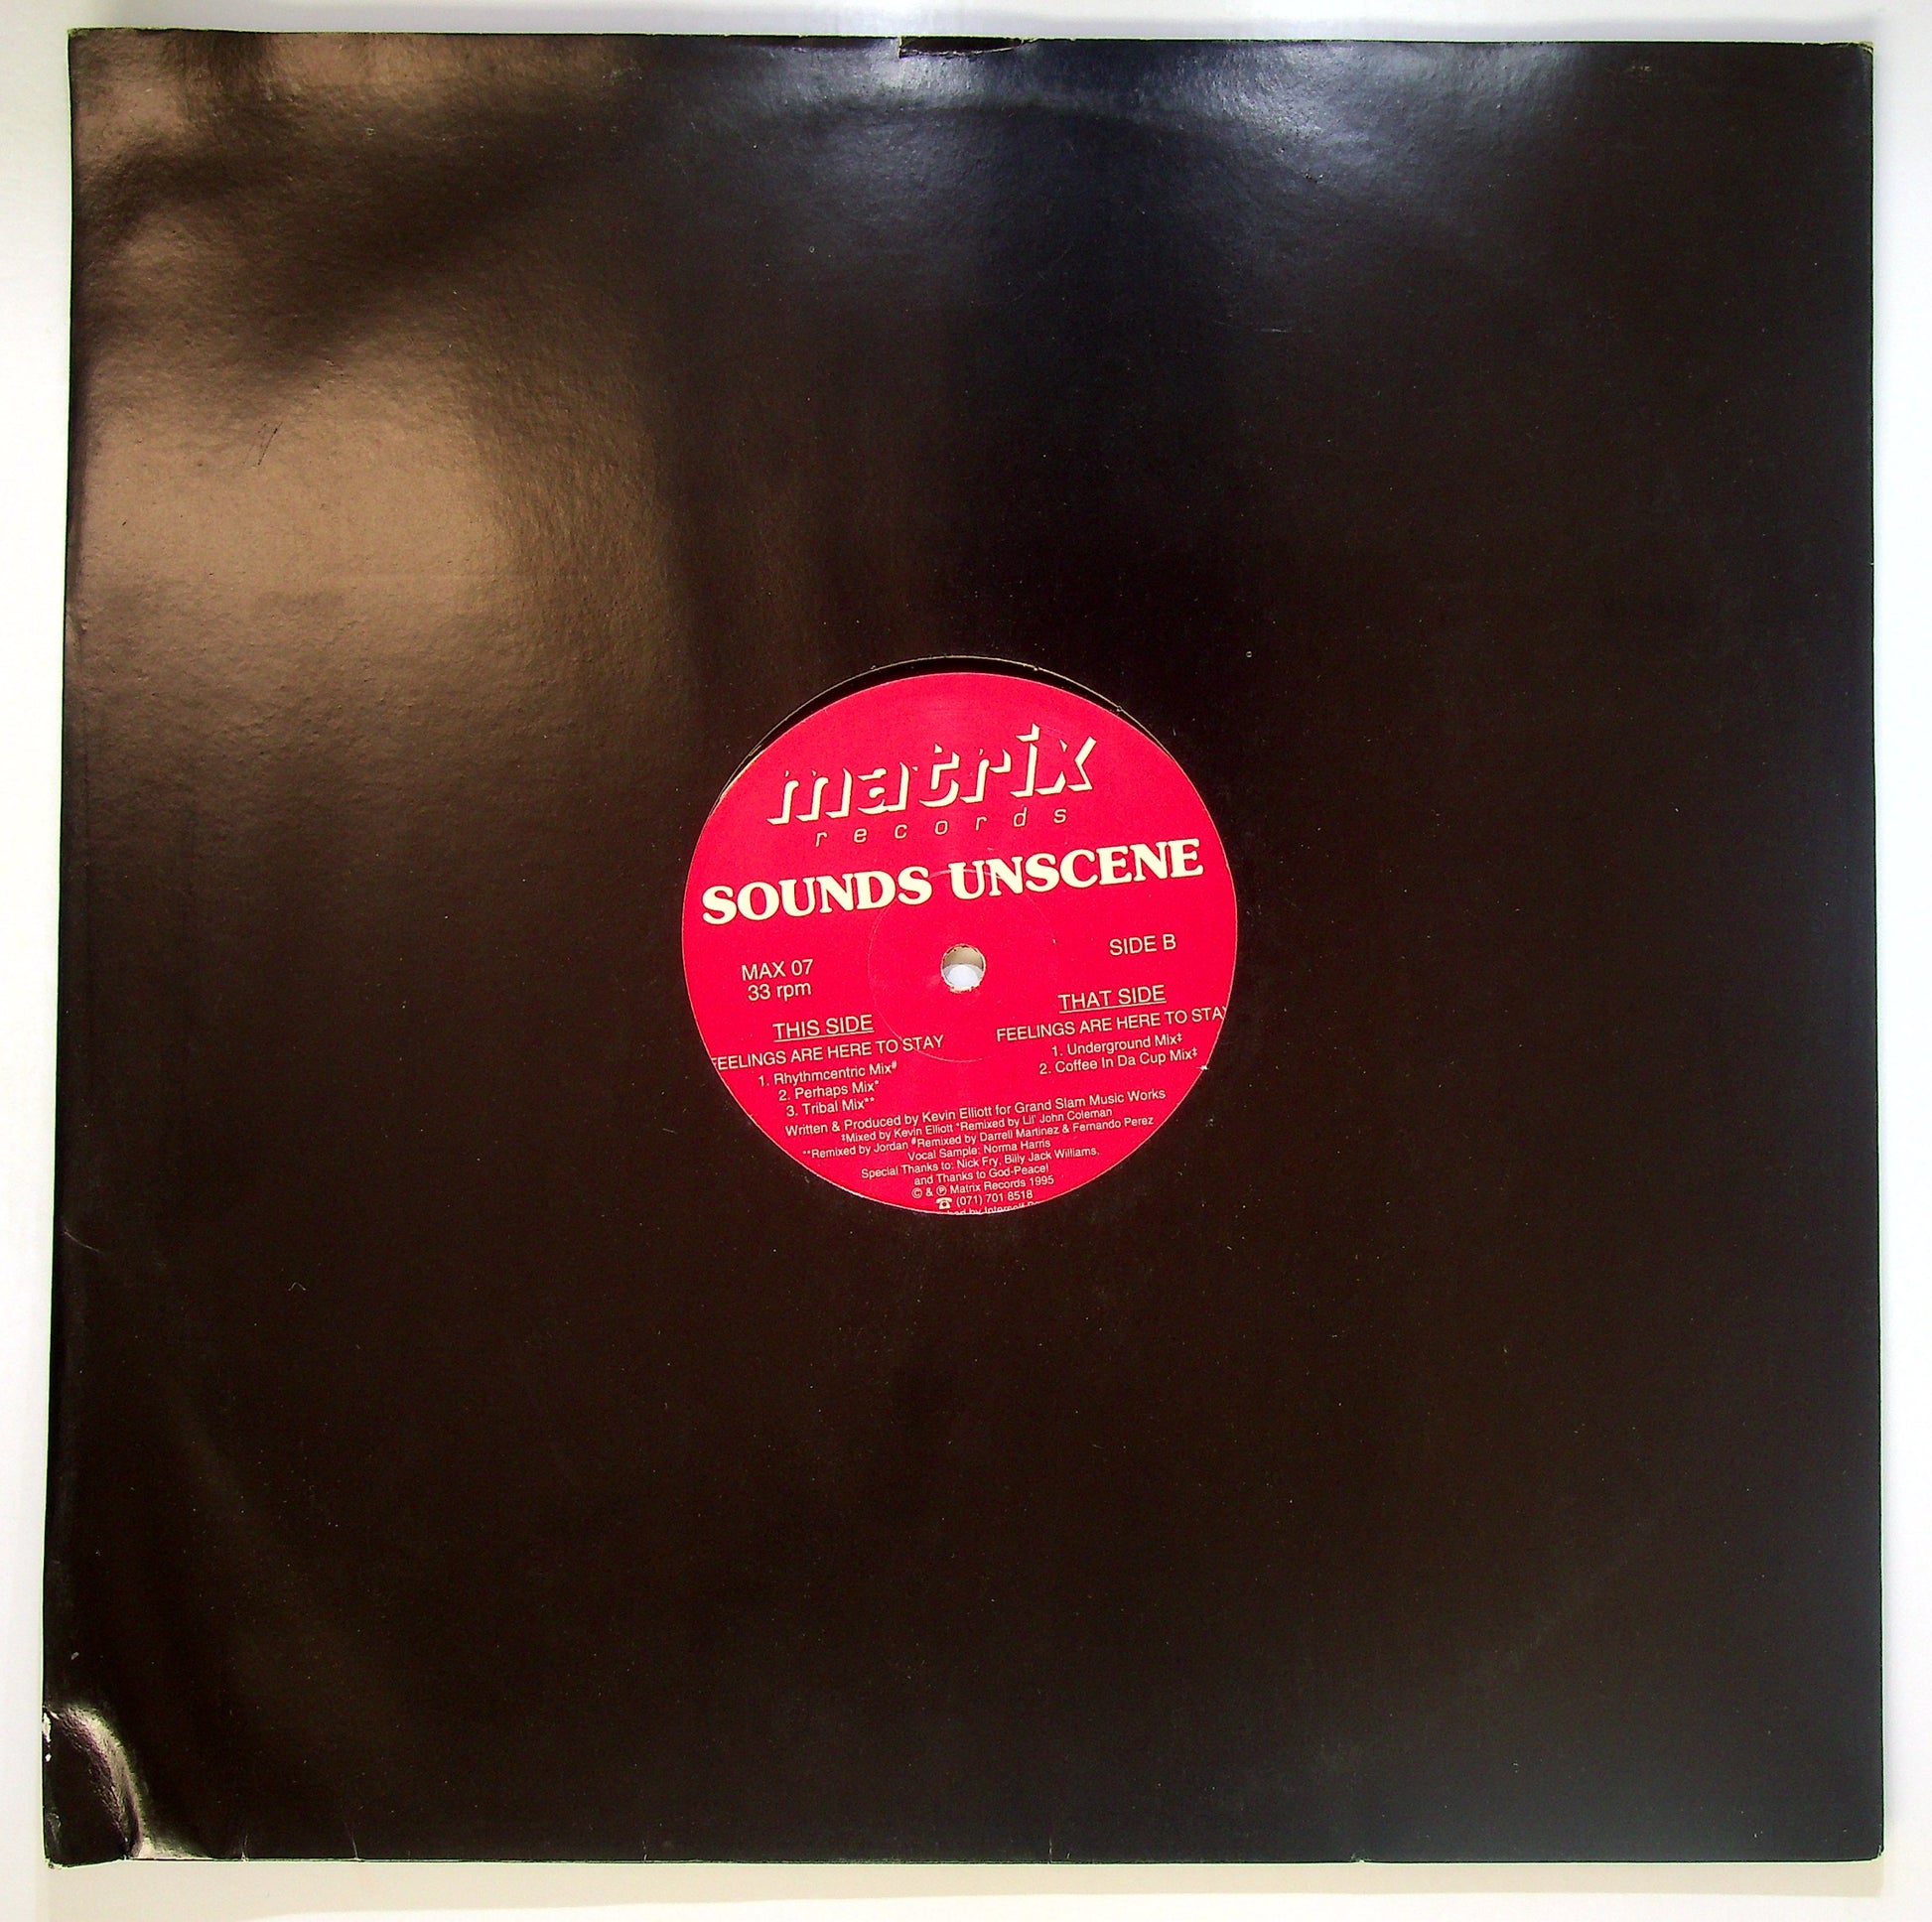 matrix
records
SOUNDS UNSCENE
MAX 07
33 rpm
SIDE B
THIS SIDE
FEELINGS ARE HERE TO STAY
1. Rhythmcentric Mix#
2. Perhaps Mix*
3. Tribal Mix**
THAT SIDE
FEELINGS ARE HERE TO STAY
1. Underground Mix‡
2. Coffee In Da Cup Mix‡
Written & Produced by Kevin Elliott for Grand Slam Music Works
‡Mixed by Kevin Elliott *Remixed by Lil' John Coleman
**Remixed by Jordan #Remixed by Darrell Martinez & Fernando Perez
Vocal Sample: Norma Harris
Special Thanks to: Nick Fry, Billy Jack Williams,
and Thanks to God-Peace!
© & ℗ Matrix Records 1995
☎ (071) 701 8518
by